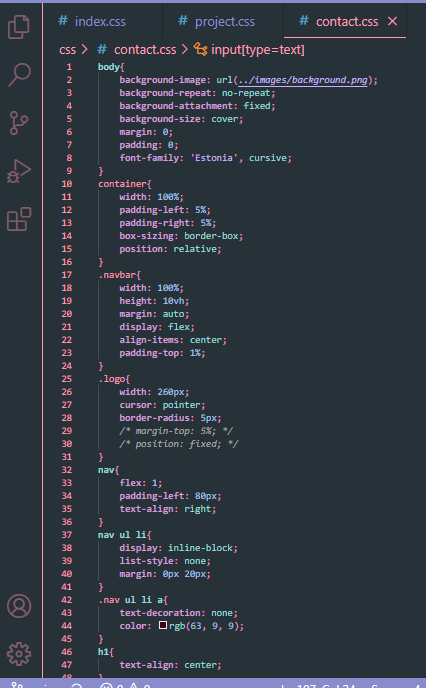 index.css project.css contact.css
css > # contact.css > input[type=text]
1 body{
2 background-image: url(../images/background.png);
3 background-repeat: no-repeat;
4 background-attachment: fixed;
5 background-size: cover;
6 margin: 0;
7 padding: 0;
8 font-family: 'Estonia', cursive;
9 }
10 container{
11 width: 100%;
12 padding-left: 5%;
13 padding-right: 5%;
14 box-sizing: border-box;
15 position: relative;
16 }
17 .navbar{
18 width: 100%;
19 height: 10vh;
20 margin: auto;
21 display: flex;
22 align-items: center;
23 padding-top: 1%;
24 }
25 .logo{
26 width: 260px;
27 cursor: pointer;
28 border-radius: 5px;
29 /* margin-top: 5%; */
30 /* position: fixed; */
31 }
32 nav{
33 flex: 1;
34 padding-left: 80px;
35 text-align: right;
36 }
37 nav ul li{
38 display: inline-block;
39 list-style: none;
40 margin: 0px 20px;
41 }
42 .nav ul li a{
43 text-decoration: none;
44 color: rgb(63, 9, 9);
45 }
46 h1{
47 text-align: center;